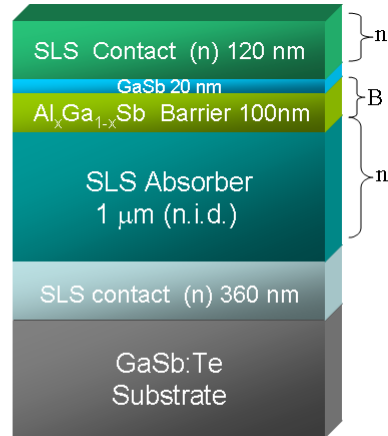 SLS Contact (n) 120 nm
n
GaSb 20 nm
B
AlxGa1-xSb Barrier 100nm
SLS Absorber
1 μm (n.i.d.)
n
SLS contact (n) 360 nm
GaSb:Te
Substrate